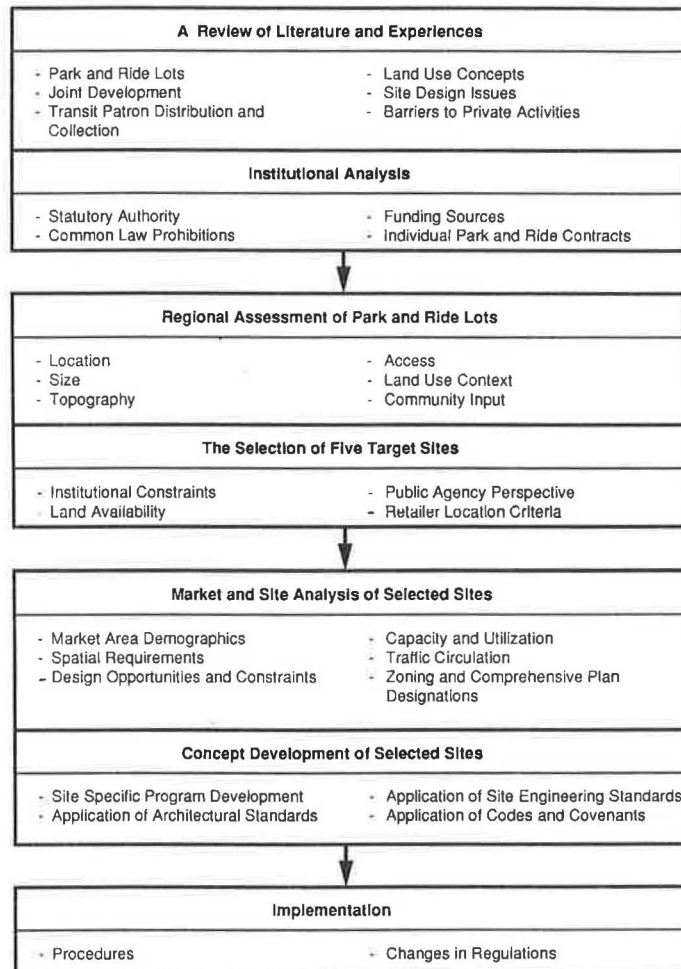 A Review of Literature and Experiences
- Park and Ride Lots
- Joint Development
- Transit Patron Distribution and
Collection
- Land Use Concepts
- Site Design Issues
- Barriers to Private Activities
Institutional Analysis
- Statutory Authority
- Common Law Prohibitions
- Funding Sources
- Individual Park and Ride Contracts
Regional Assessment of Park and Ride Lots
- Location
- Size
- Topography
- Access
- Land Use Context
- Community Input
The Selection of Five Target Sites
- Institutional Constraints
- Land Availability
- Public Agency Perspective
- Retailer Location Criteria
Market and Site Analysis of Selected Sites
- Market Area Demographics
- Spatial Requirements
- Design Opportunities and Constraints
- Capacity and Utilization
- Traffic Circulation
- Zoning and Comprehensive Plan
Designations
Concept Development of Selected Sites
- Site Specific Program Development
- Application of Architectural Standards
- Application of Site Engineering Standards
- Application of Codes and Covenants
Implementation
- Procedures
- Changes in Regulations